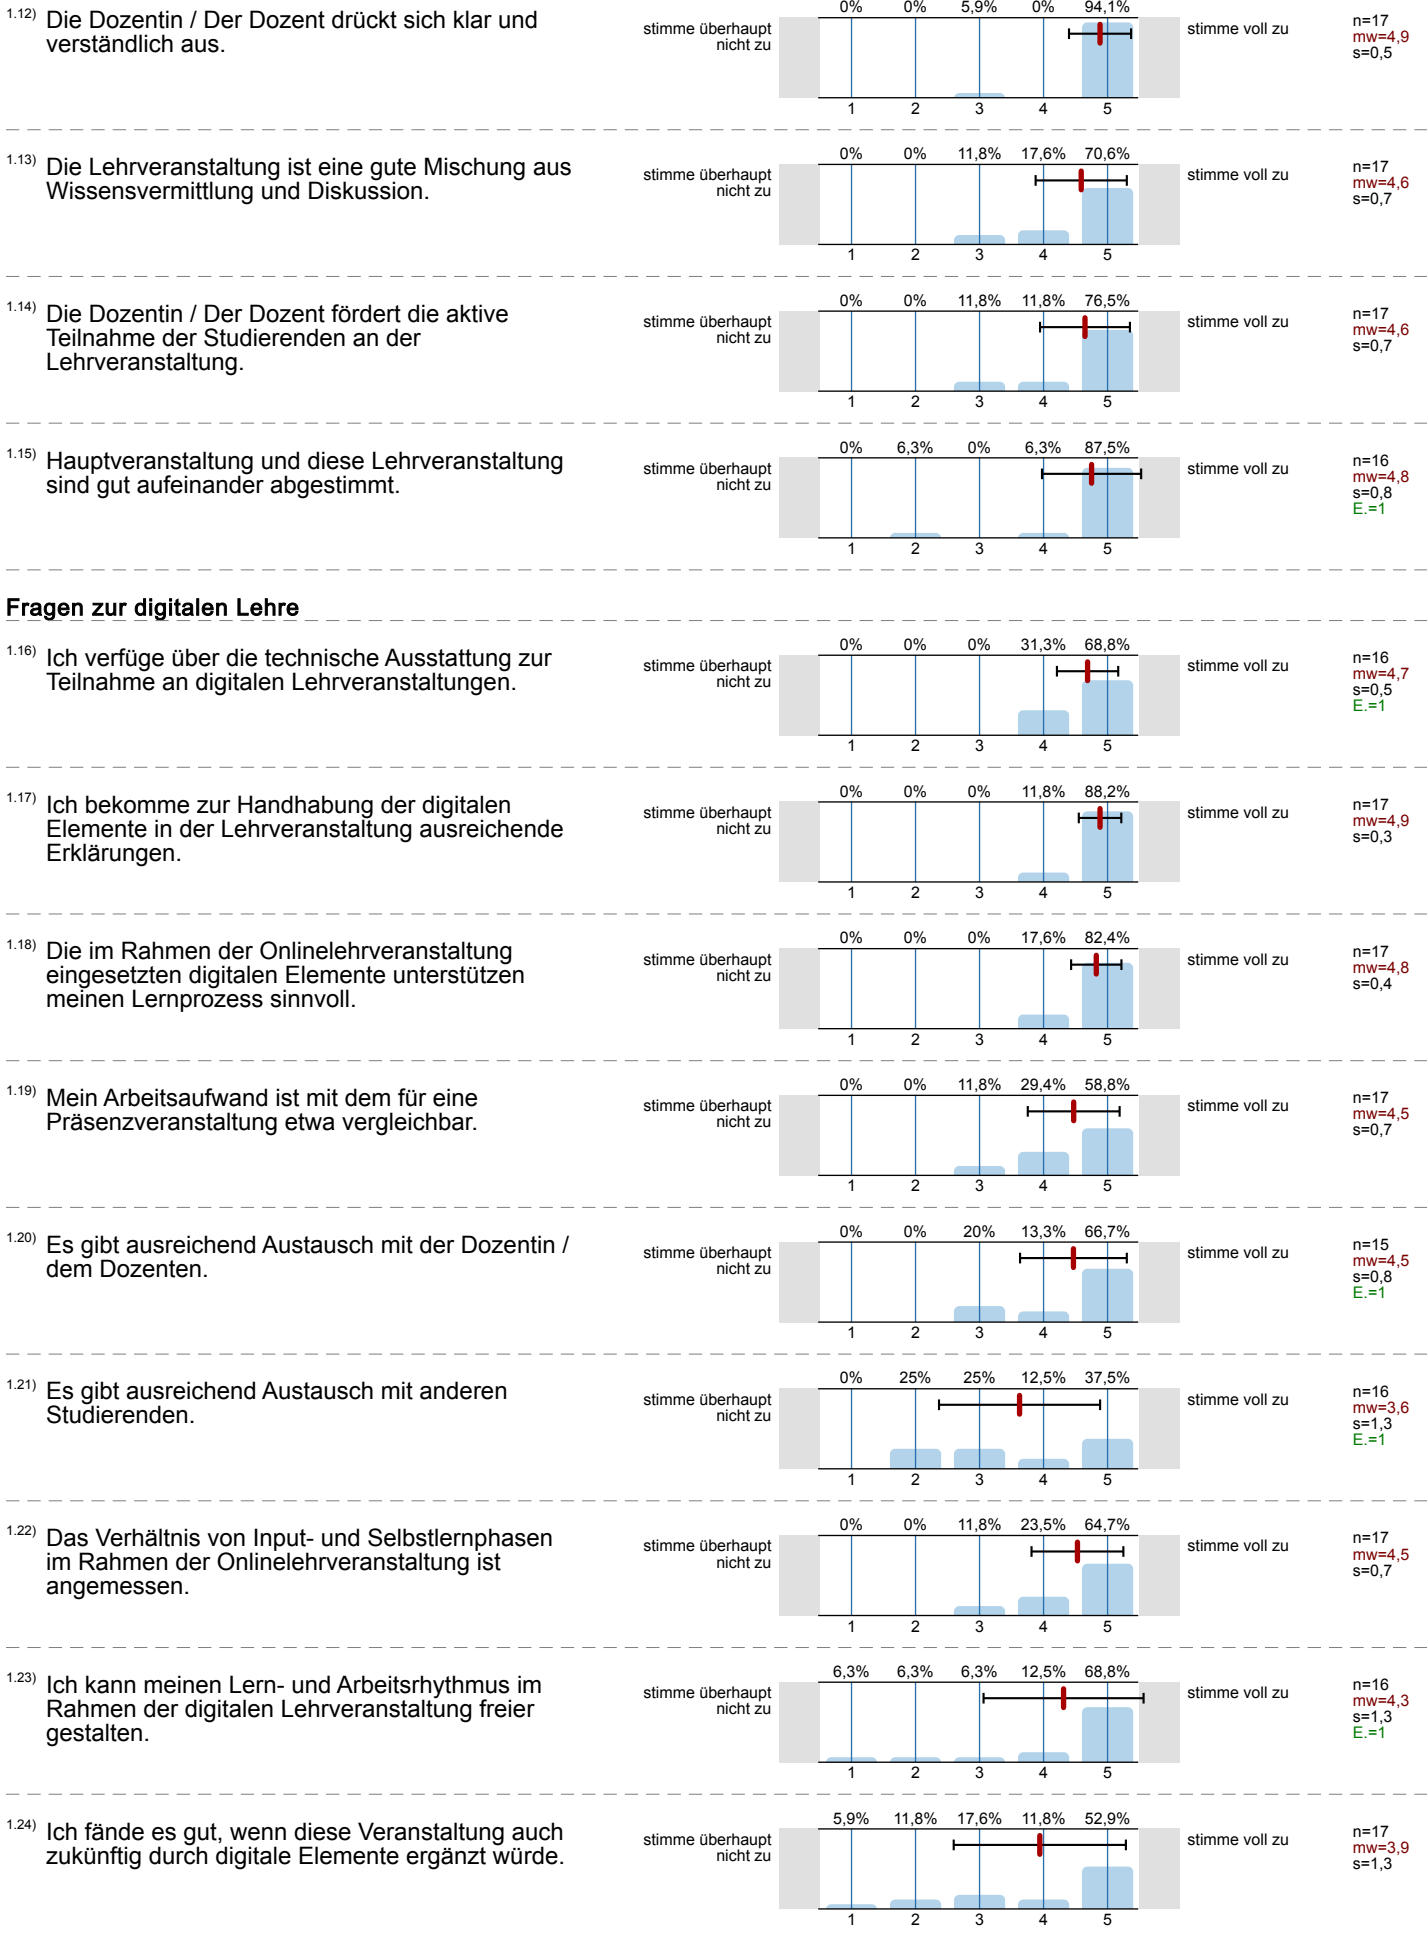 1.12) Die Dozentin / Der Dozent drückt sich klar und
verständlich aus.
stimme überhaupt
nicht zu
0% 0% 5,9% 0% 94,1%
1 2 3 4 5
stimme voll zu
n=17
mw=4,9
s=0,5
1.13) Die Lehrveranstaltung ist eine gute Mischung aus
Wissensvermittlung und Diskussion.
stimme überhaupt
nicht zu
0% 0% 11,8% 17,6% 70,6%
1 2 3 4 5
stimme voll zu
n=17
mw=4,6
s=0,7
1.14) Die Dozentin / Der Dozent fördert die aktive
Teilnahme der Studierenden an der
Lehrveranstaltung.
stimme überhaupt
nicht zu
0% 0% 11,8% 11,8% 76,5%
1 2 3 4 5
stimme voll zu
n=17
mw=4,6
s=0,7
1.15) Hauptveranstaltung und diese Lehrveranstaltung
sind gut aufeinander abgestimmt.
stimme überhaupt
nicht zu
0% 6,3% 0% 6,3% 87,5%
1 2 3 4 5
stimme voll zu
n=16
mw=4,8
s=0,8
E.=1
Fragen zur digitalen Lehre
1.16) Ich verfüge über die technische Ausstattung zur
Teilnahme an digitalen Lehrveranstaltungen.
stimme überhaupt
nicht zu
0% 0% 0% 31,3% 68,8%
1 2 3 4 5
stimme voll zu
n=16
mw=4,7
s=0,5
E.=1
1.17) Ich bekomme zur Handhabung der digitalen
Elemente in der Lehrveranstaltung ausreichende
Erklärungen.
stimme überhaupt
nicht zu
0% 0% 0% 11,8% 88,2%
1 2 3 4 5
stimme voll zu
n=17
mw=4,9
s=0,3
1.18) Die im Rahmen der Onlinelehrveranstaltung
eingesetzten digitalen Elemente unterstützen
meinen Lernprozess sinnvoll.
stimme überhaupt
nicht zu
0% 0% 0% 17,6% 82,4%
1 2 3 4 5
stimme voll zu
n=17
mw=4,8
s=0,4
1.19) Mein Arbeitsaufwand ist mit dem für eine
Präsenzveranstaltung etwa vergleichbar.
stimme überhaupt
nicht zu
0% 0% 11,8% 29,4% 58,8%
1 2 3 4 5
stimme voll zu
n=17
mw=4,5
s=0,7
1.20) Es gibt ausreichend Austausch mit der Dozentin /
dem Dozenten.
stimme überhaupt
nicht zu
0% 0% 20% 13,3% 66,7%
1 2 3 4 5
stimme voll zu
n=15
mw=4,5
s=0,8
E.=1
1.21) Es gibt ausreichend Austausch mit anderen
Studierenden.
stimme überhaupt
nicht zu
0% 25% 25% 12,5% 37,5%
1 2 3 4 5
stimme voll zu
n=16
mw=3,6
s=1,3
E.=1
1.22) Das Verhältnis von Input- und Selbstlernphasen
im Rahmen der Onlinelehrveranstaltung ist
angemessen.
stimme überhaupt
nicht zu
0% 0% 11,8% 23,5% 64,7%
1 2 3 4 5
stimme voll zu
n=17
mw=4,5
s=0,7
1.23) Ich kann meinen Lern- und Arbeitsrhythmus im
Rahmen der digitalen Lehrveranstaltung freier
gestalten.
stimme überhaupt
nicht zu
6,3% 6,3% 6,3% 12,5% 68,8%
1 2 3 4 5
stimme voll zu
n=16
mw=4,3
s=1,3
E.=1
1.24) Ich fände es gut, wenn diese Veranstaltung auch
zukünftig durch digitale Elemente ergänzt würde.
stimme überhaupt
nicht zu
5,9% 11,8% 17,6% 11,8% 52,9%
1 2 3 4 5
stimme voll zu
n=17
mw=3,9
s=1,3